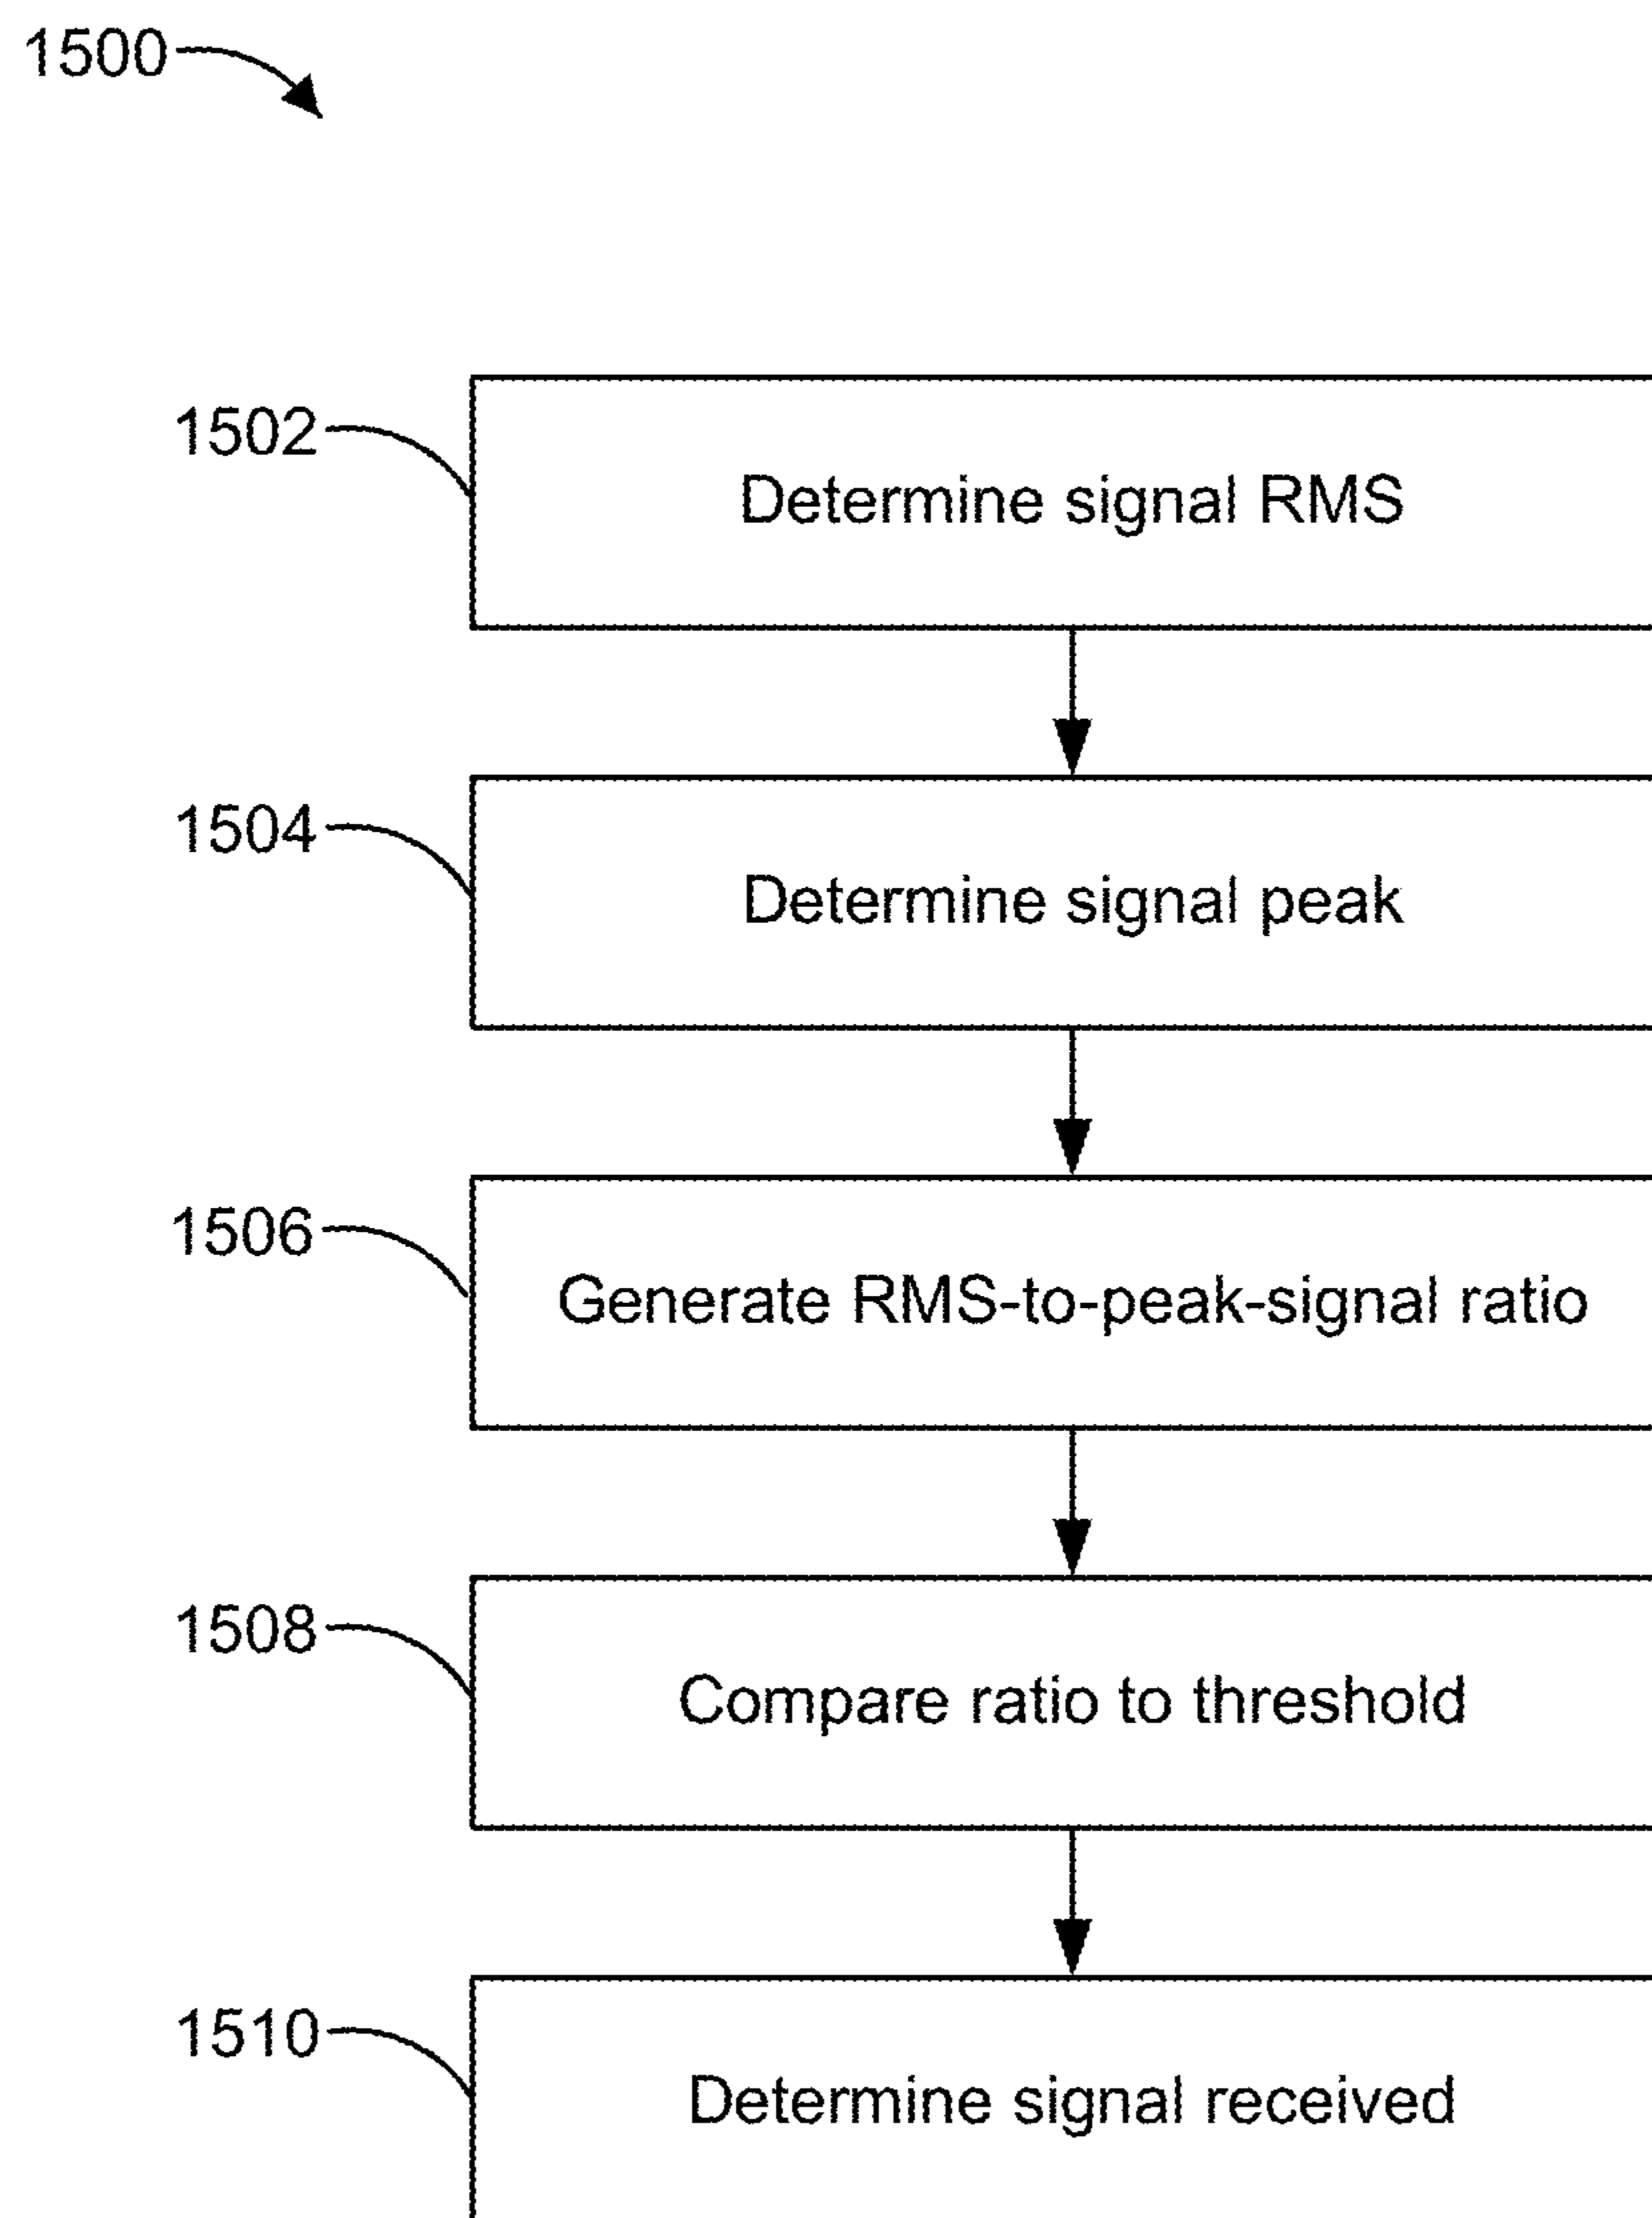 1500
1502
Determine signal RMS
1504
Determine signal peak
1506
Generate RMS-to-peak-signal ratio
1508
Compare ratio to threshold
1510
Determine signal received